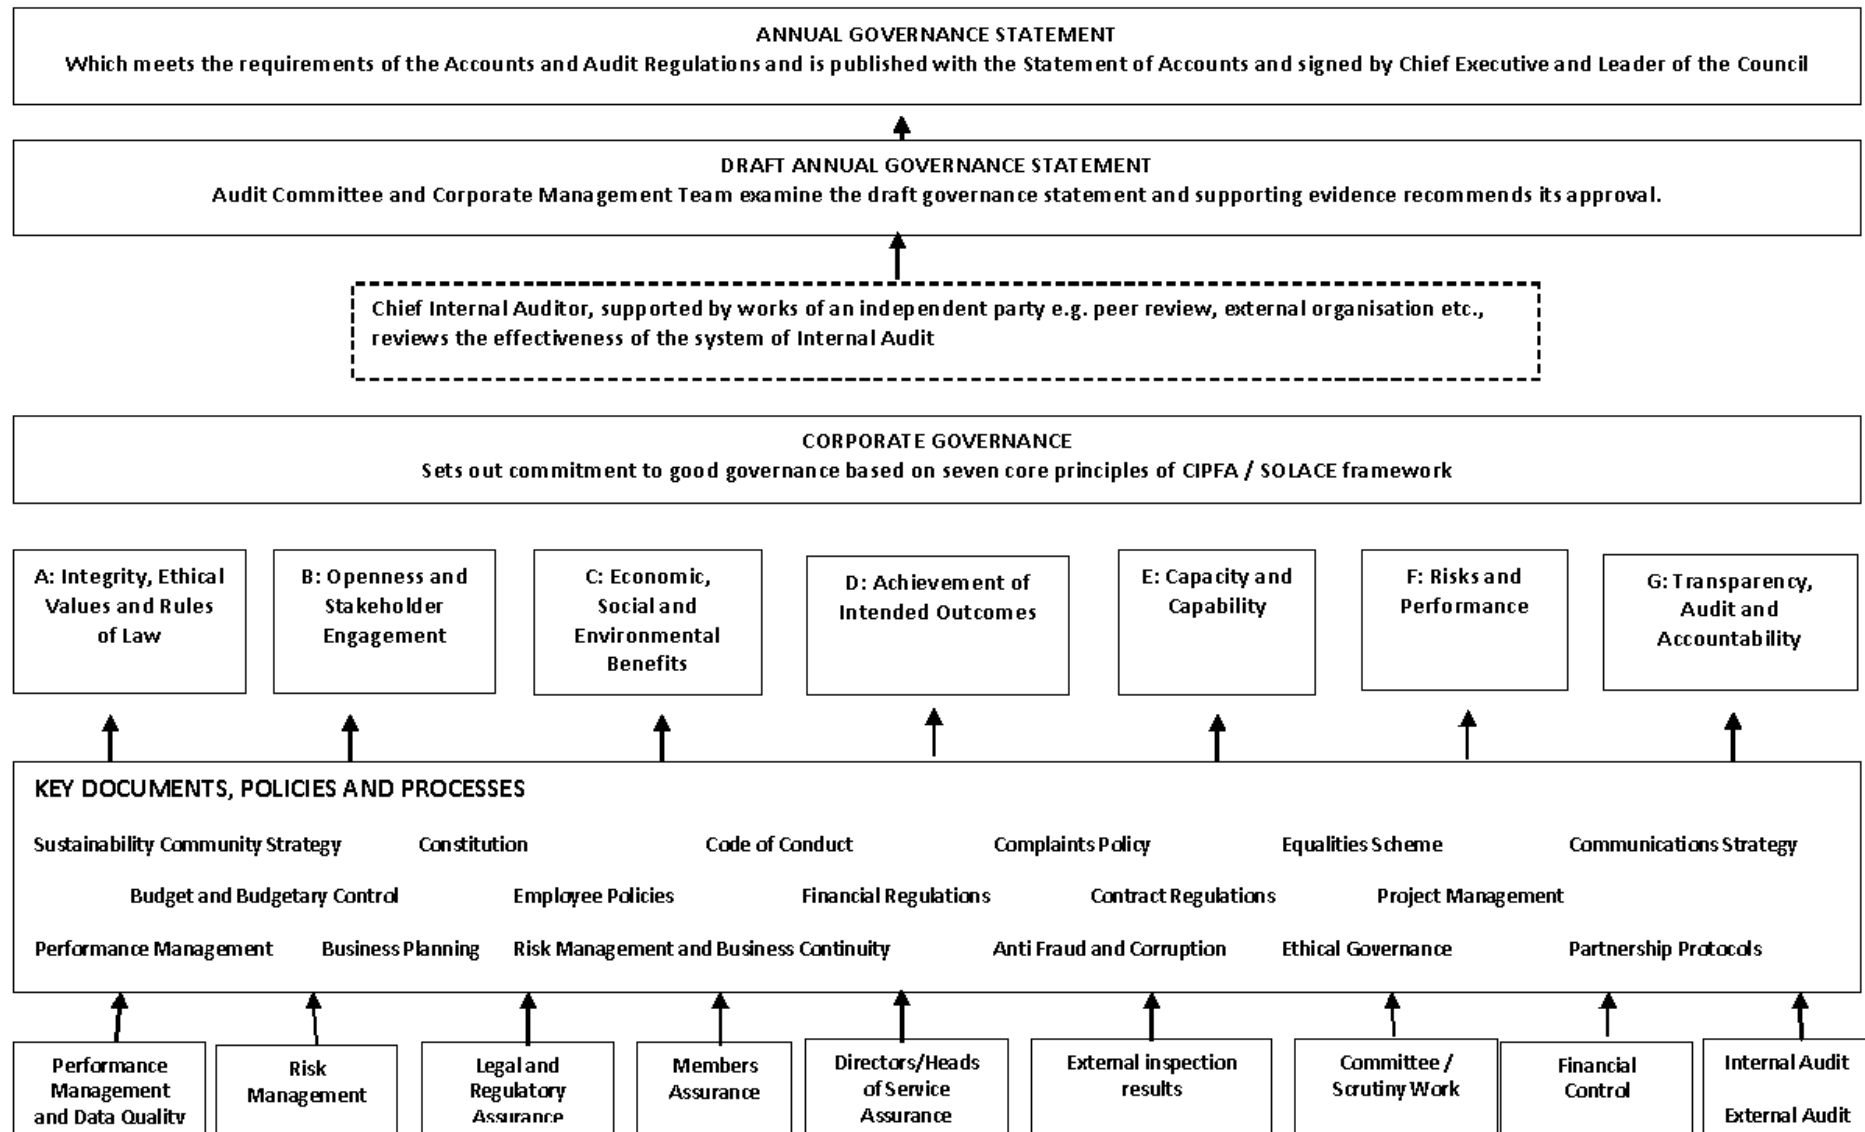 ANNUAL GOVERNANCE STATEMENT
Which meets the requirements of the Accounts and Audit Regulations and is published with the Statement of Accounts and signed by Chief Executive and Leader of the Council
DRAFT ANNUAL GOVERNANCE STATEMENT
Audit Committee and Corporate Management Team examine the draft governance statement and supporting evidence recommends its approval.
Chief Internal Auditor, supported by works of an independent party e.g. peer review, external organisation etc.,
reviews the effectiveness of the system of Internal Audit
CORPORATE GOVERNANCE
Sets out commitment to good governance based on seven core principles of CIPFA / SOLACE framework
A: Integrity, Ethical
Values and Rules
of Law
B: Openness and
Stakeholder
Engagement
C: Economic,
Social and
Environmental
Benefits
D: Achievement of
Intended Outcomes
E: Capacity and
Capability
F: Risks and
Performance
G: Transparency,
Audit and
Accountability
KEY DOCUMENTS, POLICIES AND PROCESSES
Sustainability Community Strategy Constitution Code of Conduct Complaints Policy Equalities Scheme Communications Strategy
Budget and Budgetary Control Employee Policies Financial Regulations Contract Regulations Project Management
Performance Management Business Planning Risk Management and Business Continuity Anti Fraud and Corruption Ethical Governance Partnership Protocols
Performance
Management
and Data Quality
Risk
Management
Legal and
Regulatory
Assurance
Members
Assurance
Directors/Heads
of Service
Assurance
External inspection
results
Committee /
Scrutiny Work
Financial
Control
Internal Audit
External Audit